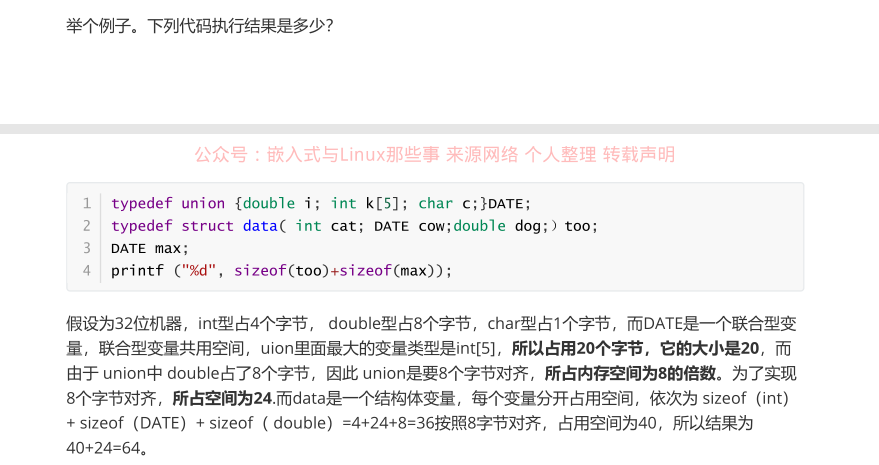 举个例子。下列代码执行结果是多少?
公众号：嵌入式与Linux那些事 来源网络 个人整理 转载声明
1 typedef union {double i; int k[5]; char c;}DATE;
2 typedef struct data( int cat; DATE cow;double dog;）too;
3 DATE max;
4 printf ("%d", sizeof(too)+sizeof(max));
假设为32位机器，int型占4个字节， double型占8个字节，char型占1个字节，而DATE是一个联合型变
量，联合型变量共用空间，uion里面最大的变量类型是int[5]，所以占用20个字节，它的大小是20，而
由于 union中 double占了8个字节，因此 union是要8个字节对齐，所占内存空间为8的倍数。为了实现
8个字节对齐，所占空间为24.而data是一个结构体变量，每个变量分开占用空间，依次为 sizeof（int）
+ sizeof（DATE）+ sizeof（ double）=4+24+8=36按照8字节对齐，占用空间为40，所以结果为
40+24=64。